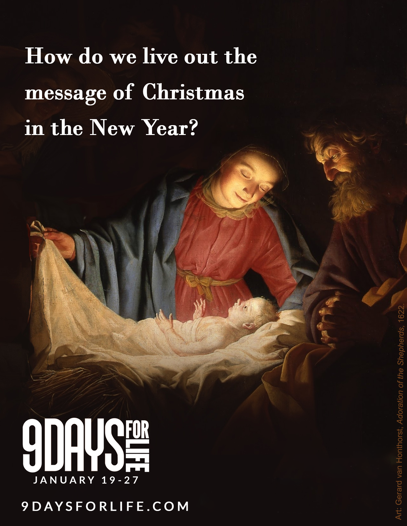 How do we live out the
message of Christmas
in the New Year?
9DAYS FOR LIFE
JANUARY 19-27
9DAYSFORLIFE.COM
Art: Gerard van Honthorst, Adoration of the Shepherds, 1622.